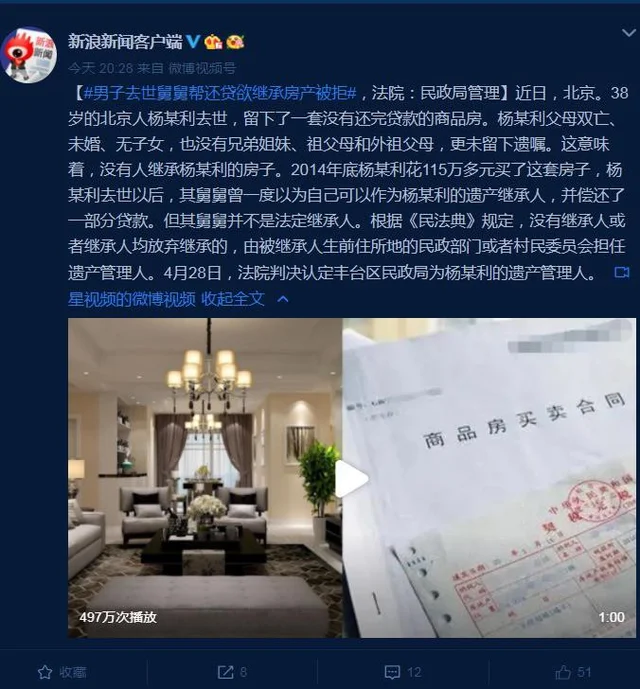 新浪新闻客户端
今天 20:28 来自 微博视频号
【#男子去世舅舅帮还贷欲继承房产被拒#，法院：民政局管理】近日，北京。38
岁的北京人杨某利去世，留下了一套没有还完贷款的商品房。杨某利父母双亡、
未婚、无子女，也没有兄弟姐妹、祖父母和外祖父母，更未留下遗嘱。这意味
着，没有人继承杨某利的房子。2014年底杨某利花115万多元买了这套房子，杨
某利去世以后，其舅舅曾一度以为自己可以作为杨某利的遗产继承人，并偿还了
一部分贷款。但其舅舅并不是法定继承人。根据《民法典》规定，没有继承人或
者继承人均放弃继承的，由被继承人生前住所地的民政部门或者村民委员会担任
遗产管理人。4月28日，法院判决认定丰台区民政局为杨某利的遗产管理人。
星视频的微博视频 收起全文
商品房买卖合同
497万次播放
1:00
收藏
8
12
51